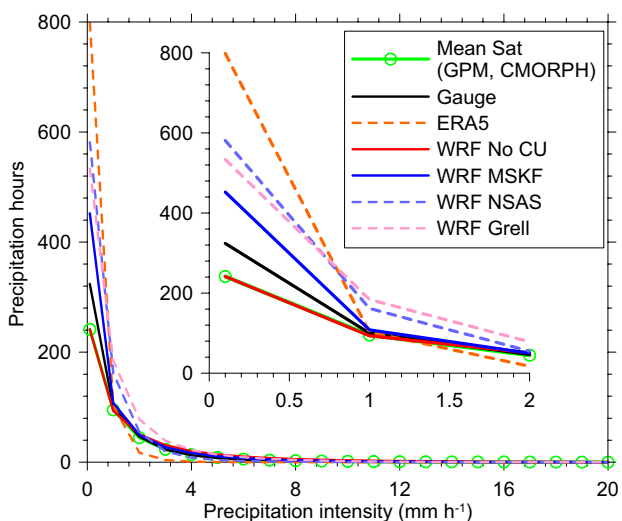 800
600
400
200
0
Precipitation hours
0
4
8
12
16
20
Precipitation intensity (mm h-1)
800
600
400
200
0
0
0.5
1
1.5
2
Mean Sat
(GPM, CMORPH)
Gauge
ERA5
WRF No CU
WRF MSKF
WRF NSAS
WRF Grell